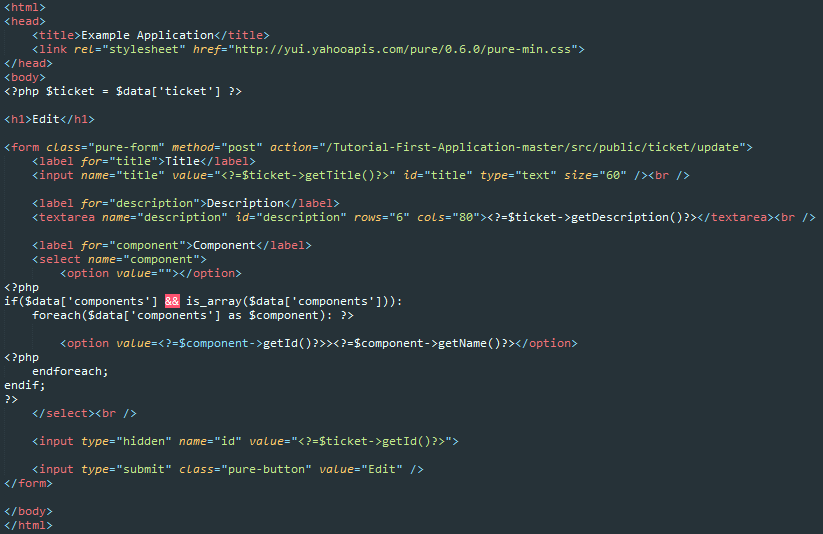 <html>
<head>
    <title>Example Application</title>
    <link rel="stylesheet" href="http://yui.yahooapis.com/pure/0.6.0/pure-min.css">
</head>
<body>
<?php $ticket = $data['ticket'] ?>

<h1>Edit</h1>

<form class="pure-form" method="post" action="/Tutorial-First-Application-master/src/public/ticket/update">
    <label for="title">Title</label>
    <input name="title" value="<?=$ticket->getTitle()?>" id="title" type="text" size="60" /><br />

    <label for="description">Description</label>
    <textarea name="description" id="description" rows="6" cols="80"><?=$ticket->getDescription()?></textarea><br />

    <label for="component">Component</label>
    <select name="component">
        <option value=""></option>
<?php
if($data['components'] && is_array($data['components'])):
    foreach($data['components'] as $component): ?>

        <option value=<?=$component->getId()?>><?=$component->getName()?></option>
<?php
    endforeach;
endif;
?>
    </select><br />

    <input type="hidden" name="id" value="<?=$ticket->getId()?>">

    <input type="submit" class="pure-button" value="Edit" />
</form>

</body>
</html>